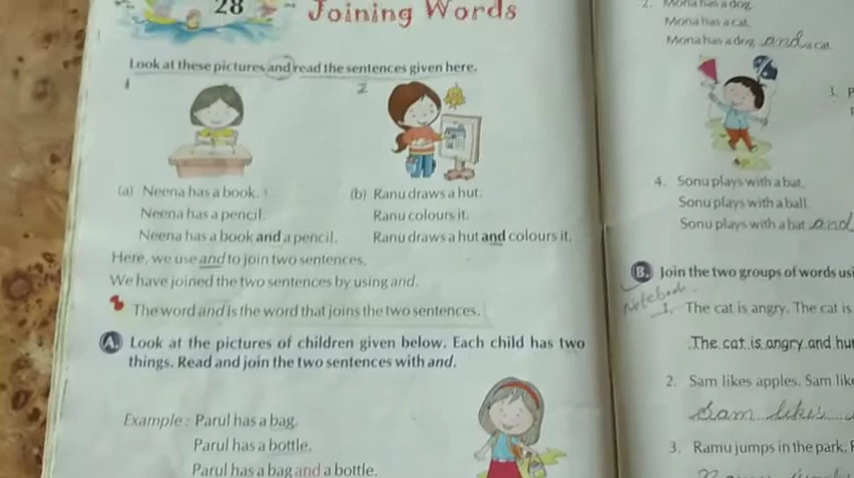 28
Joining Words
Look at these pictures and read the sentences given here.
1
2
(a) Neena has a book.
Neena has a pencil.
Neena has a book and a pencil.
(b) Ranu draws a hut.
Ranu colours it.
Ranu draws a hut and colours it.
Here, we use and to join two sentences.
We have joined the two sentences by using and.
The word and is the word that joins the two sentences.
A. Look at the pictures of children given below. Each child has two
things. Read and join the two sentences with and.
Example : Parul has a bag.
Parul has a bottle.
Parul has a bag and a bottle.
2. Mona has a dog.
Mona has a cat.
Mona has a dog and a cat.
3.
4. Sonu plays with a bat.
Sonu plays with a ball.
Sonu plays with a bat and
B. Join the two groups of words usi
Notebook
1. The cat is angry. The cat is
The cat is angry and hu
2. Sam likes apples. Sam lik
Sam likes
3. Ramu jumps in the park.